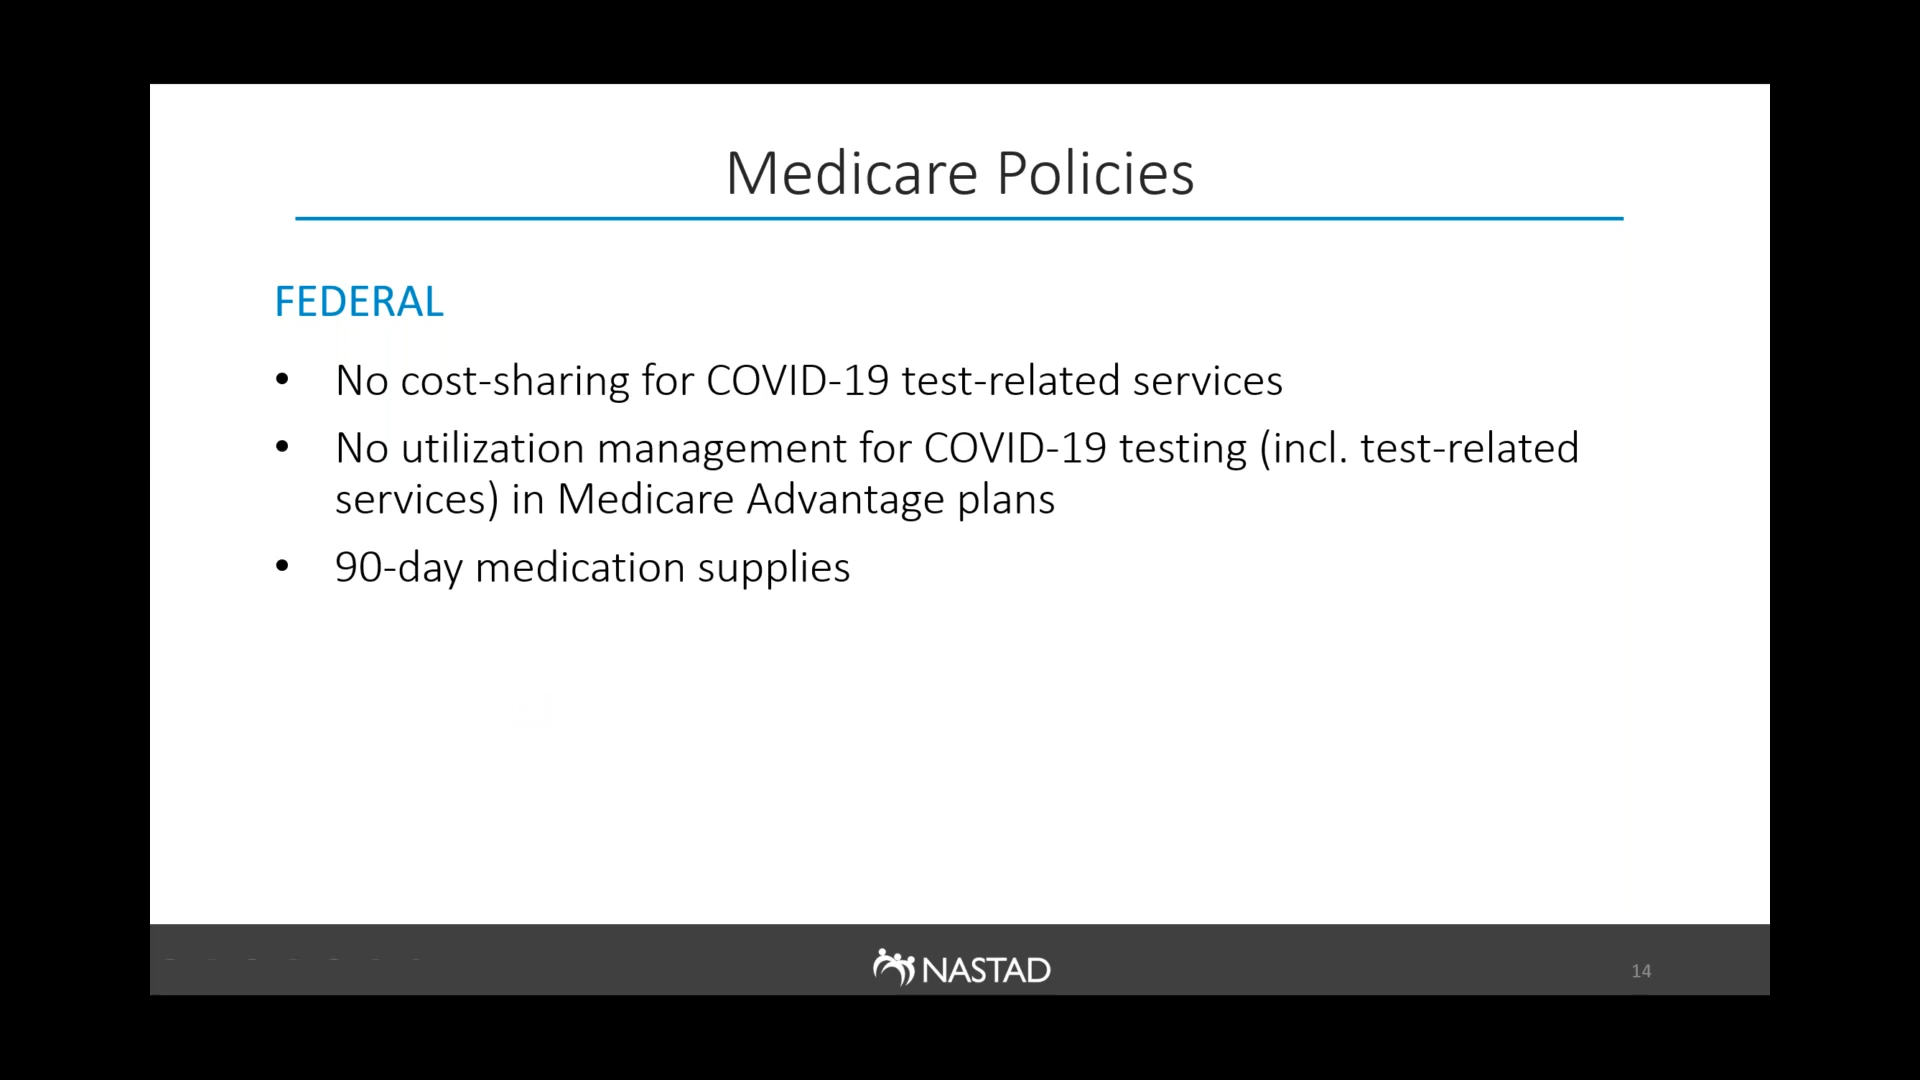 Medicare Policies
FEDERAL
• No cost-sharing for COVID-19 test-related services
• No utilization management for COVID-19 testing (incl. test-related
services) in Medicare Advantage plans
• 90-day medication supplies
NASTAD
14